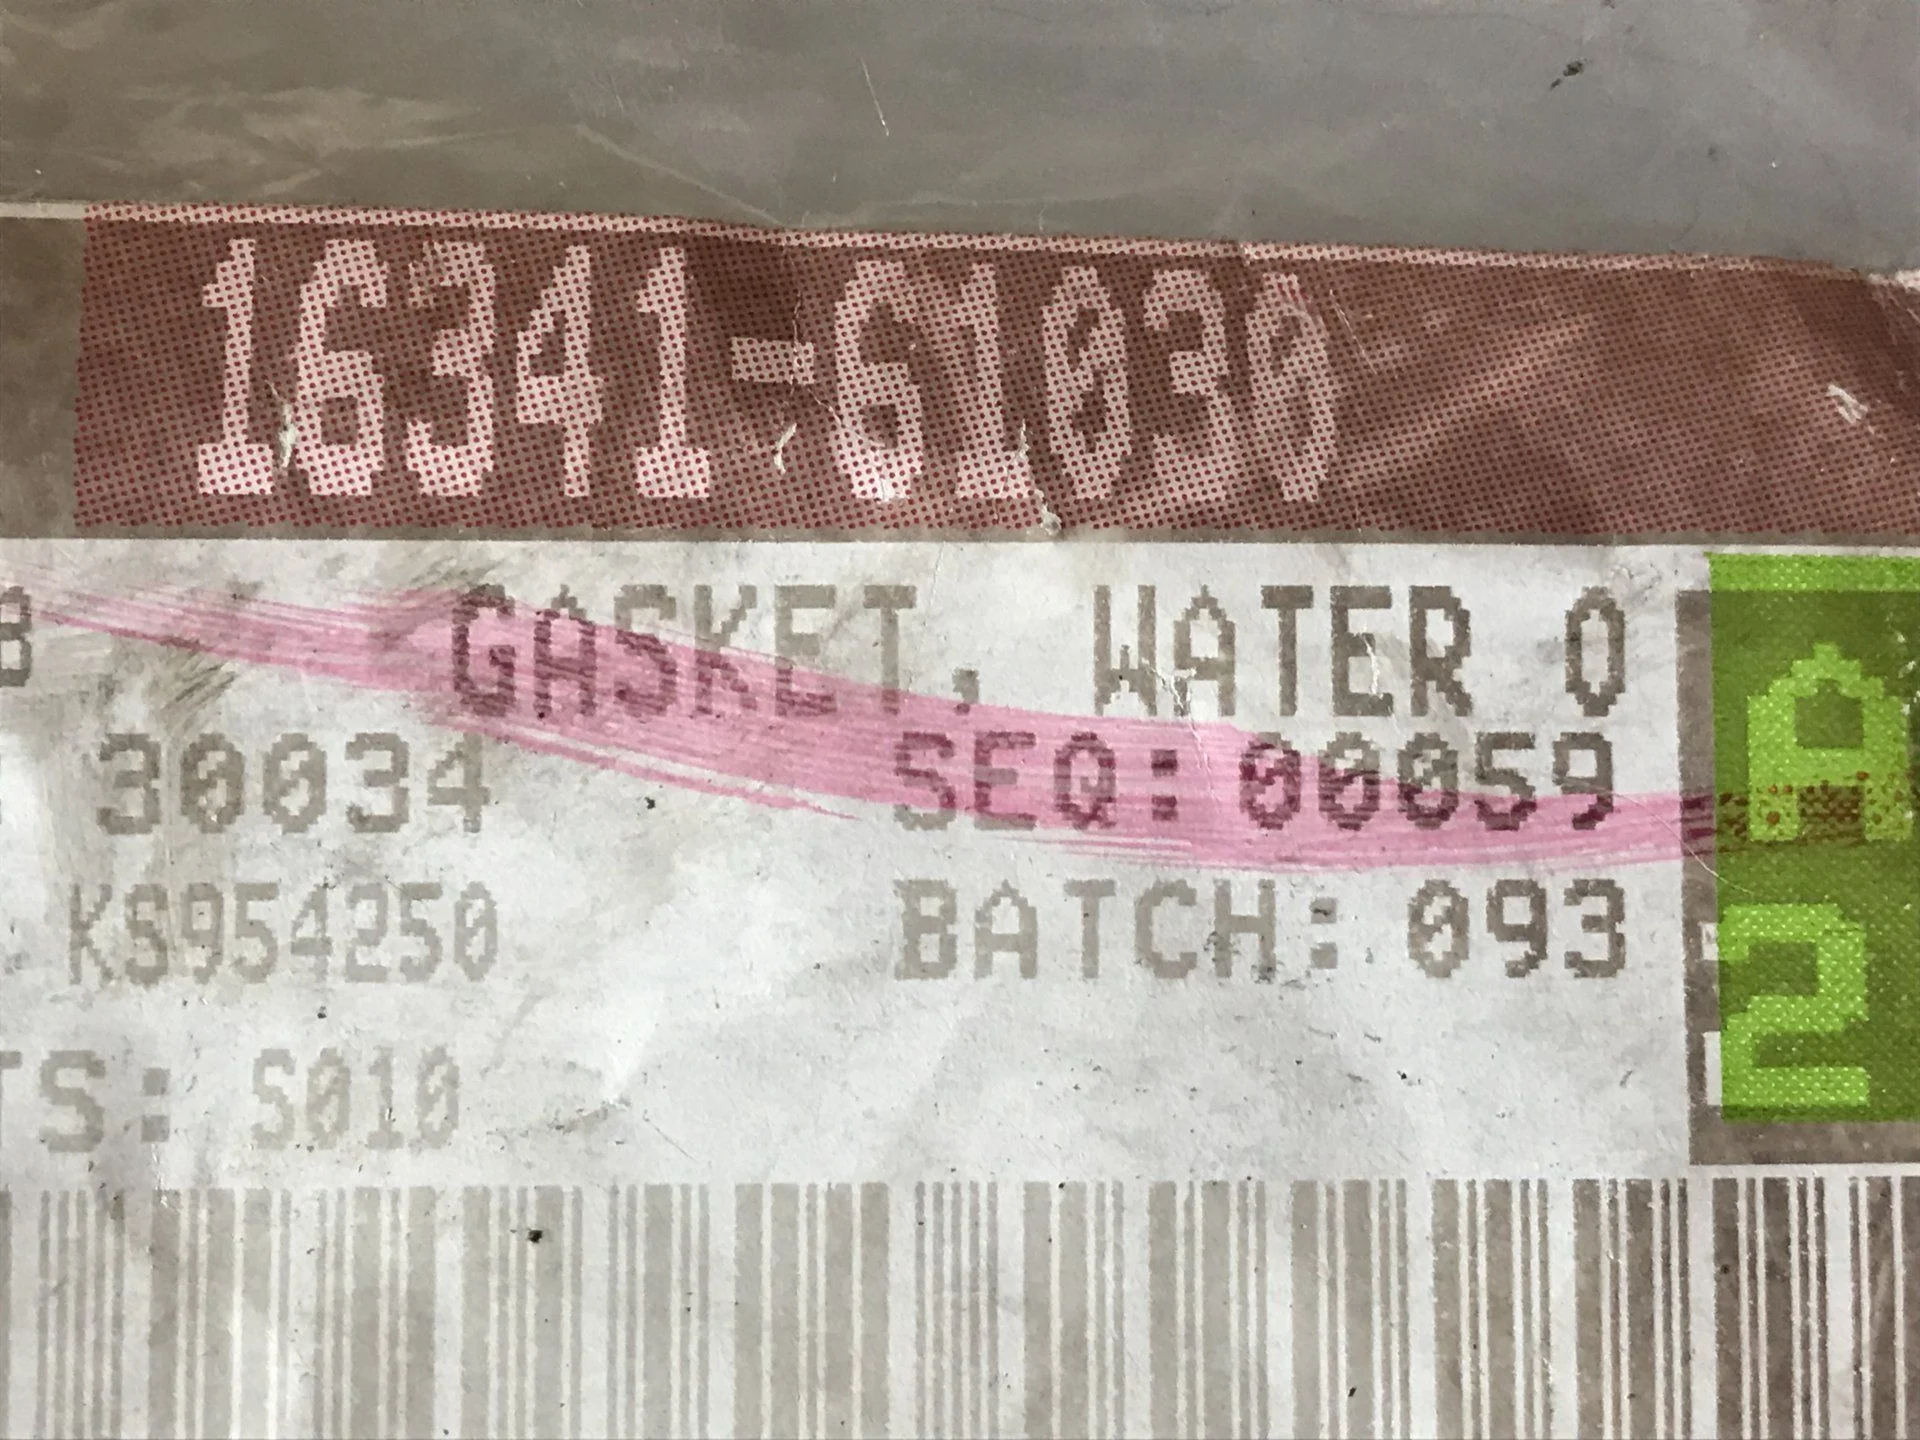 16341-61030
B GASKET, WATER O
30034 SEQ: 00059
KS954250 BATCH: 093
TS: S010
A
2